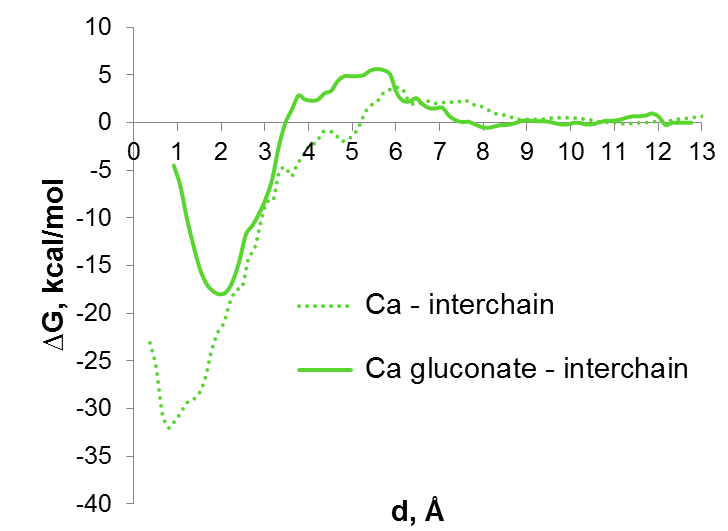 10
5
0
0 1 2 3 4 5 6 7 8 9 10 11 12 13
-5
-10
-15
-20
-25
-30
-35
-40
ΔG, kcal/mol
Ca - interchain
Ca gluconate - interchain
d, Å